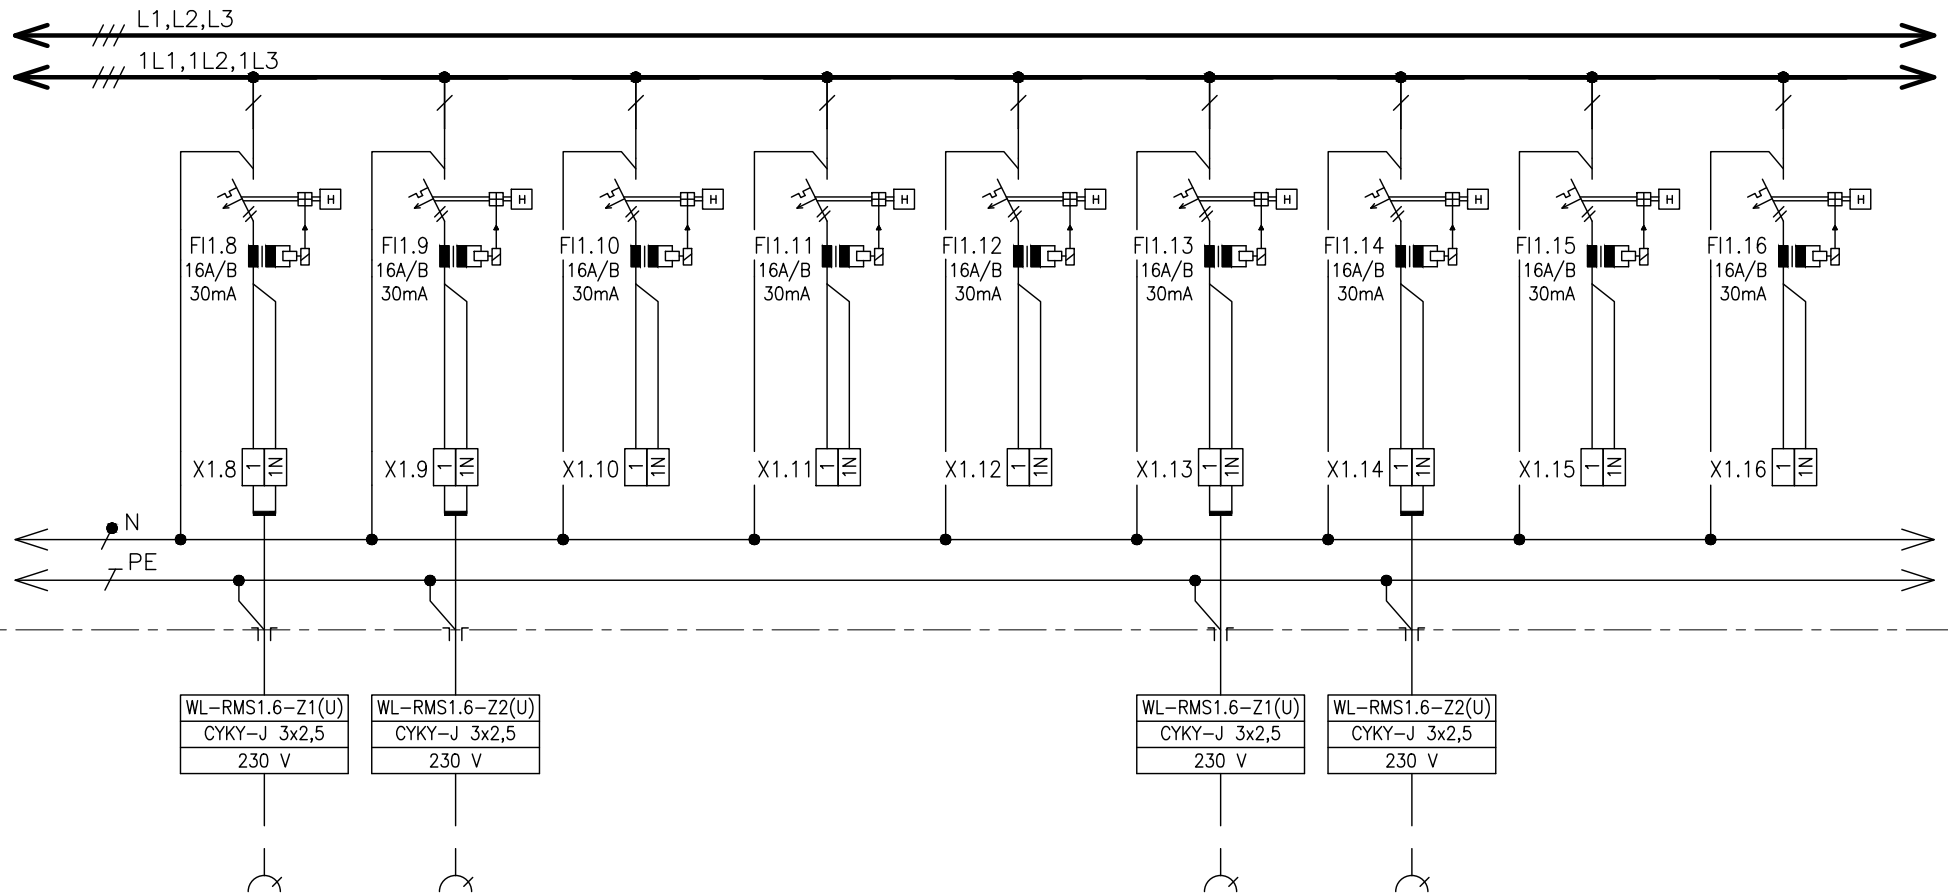 L1,L2,L3
1L1,1L2,1L3
H H H H H H H H H
FI1.8 FI1.9 FI1.10 FI1.11 FI1.12 FI1.13 FI1.14 FI1.15 FI1.16
16A/B 16A/B 16A/B 16A/B 16A/B 16A/B 16A/B 16A/B 16A/B
30mA 30mA 30mA 30mA 30mA 30mA 30mA 30mA 30mA
X1.8 1 1N X1.9 1 1N X1.10 1 1N X1.11 1 1N X1.12 1 1N X1.13 1 1N X1.14 1 1N X1.15 1 1N X1.16 1 1N
N
PE
WL-RMS1.6-Z1(U) WL-RMS1.6-Z2(U) WL-RMS1.6-Z1(U) WL-RMS1.6-Z2(U)
CYKY-J 3x2,5 CYKY-J 3x2,5 CYKY-J 3x2,5 CYKY-J 3x2,5
230 V 230 V 230 V 230 V